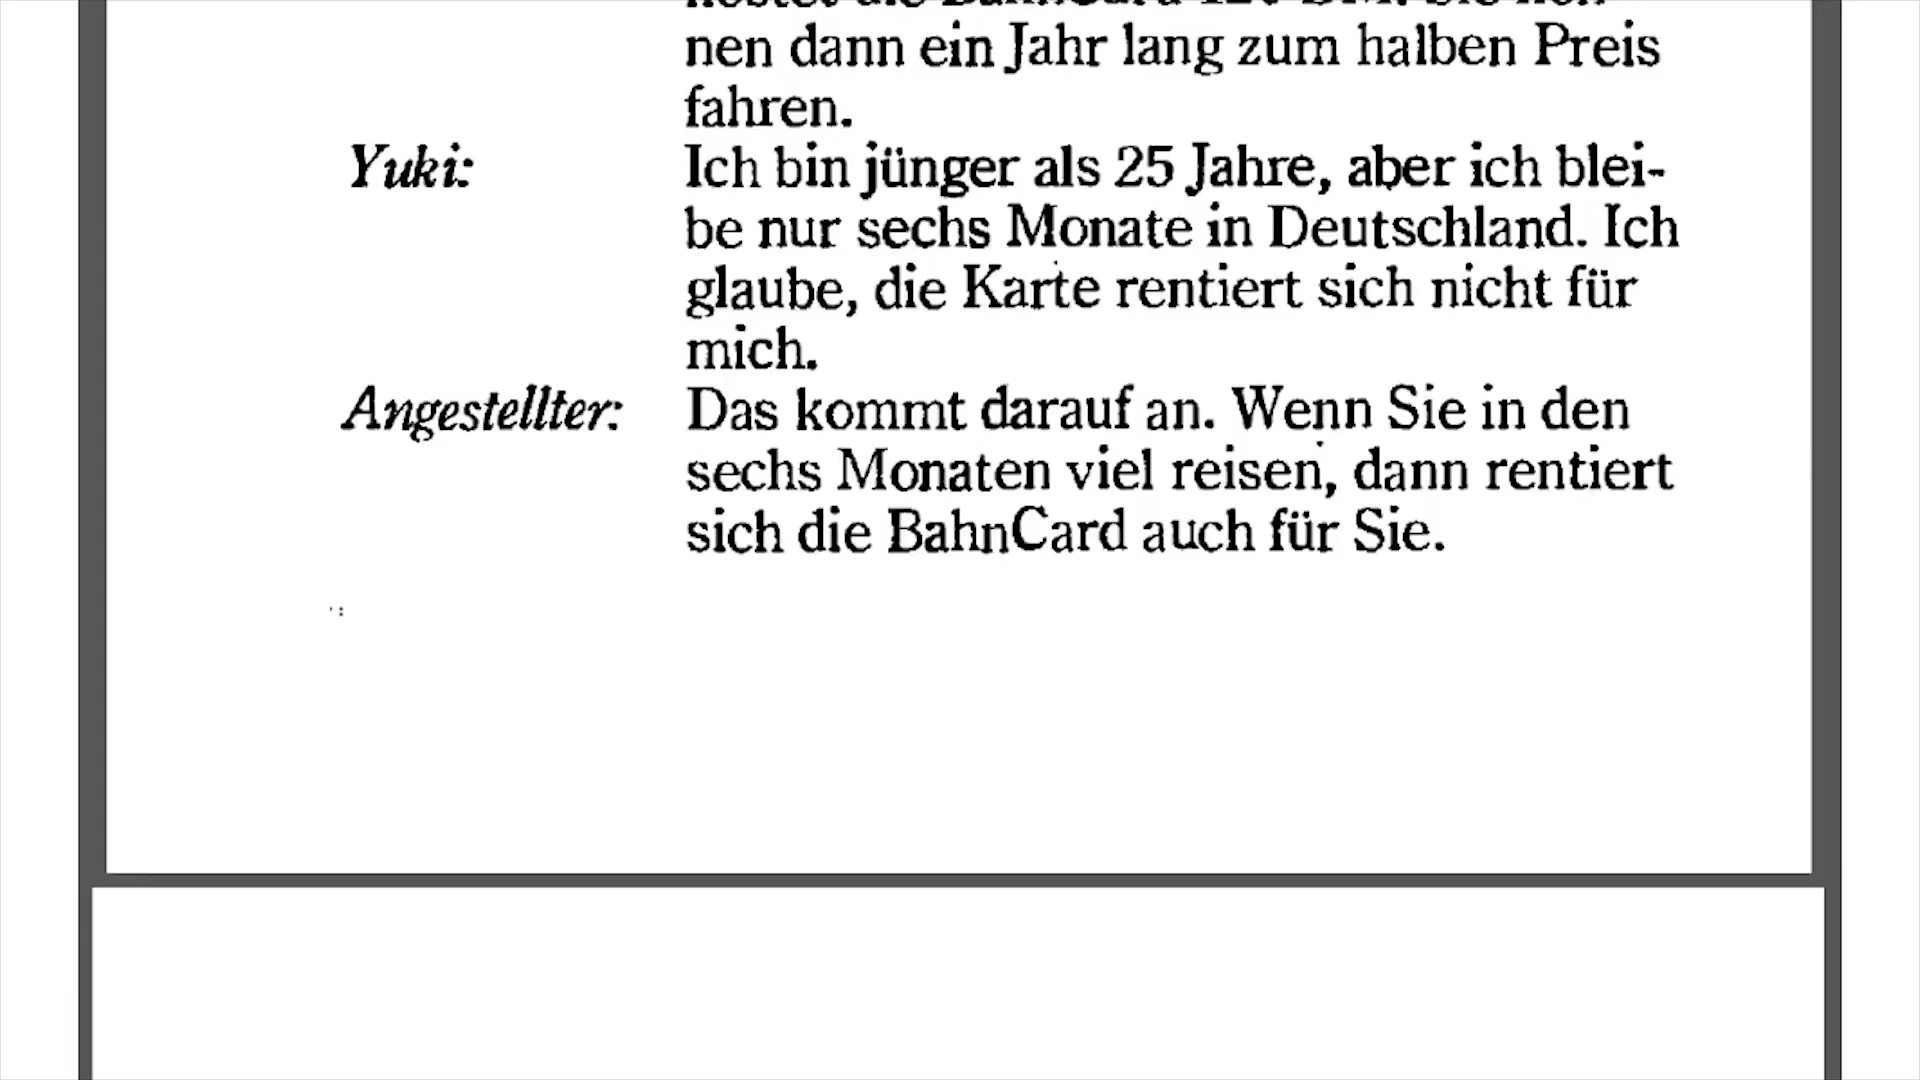 nen dann ein Jahr lang zum halben Preis
fahren.
Yuki: Ich bin jünger als 25 Jahre, aber ich blei-
be nur sechs Monate in Deutschland. Ich
glaube, die Karte rentiert sich nicht für
mich.
Angestellter: Das kommt darauf an. Wenn Sie in den
sechs Monaten viel reisen, dann rentiert
sich die BahnCard auch für Sie.